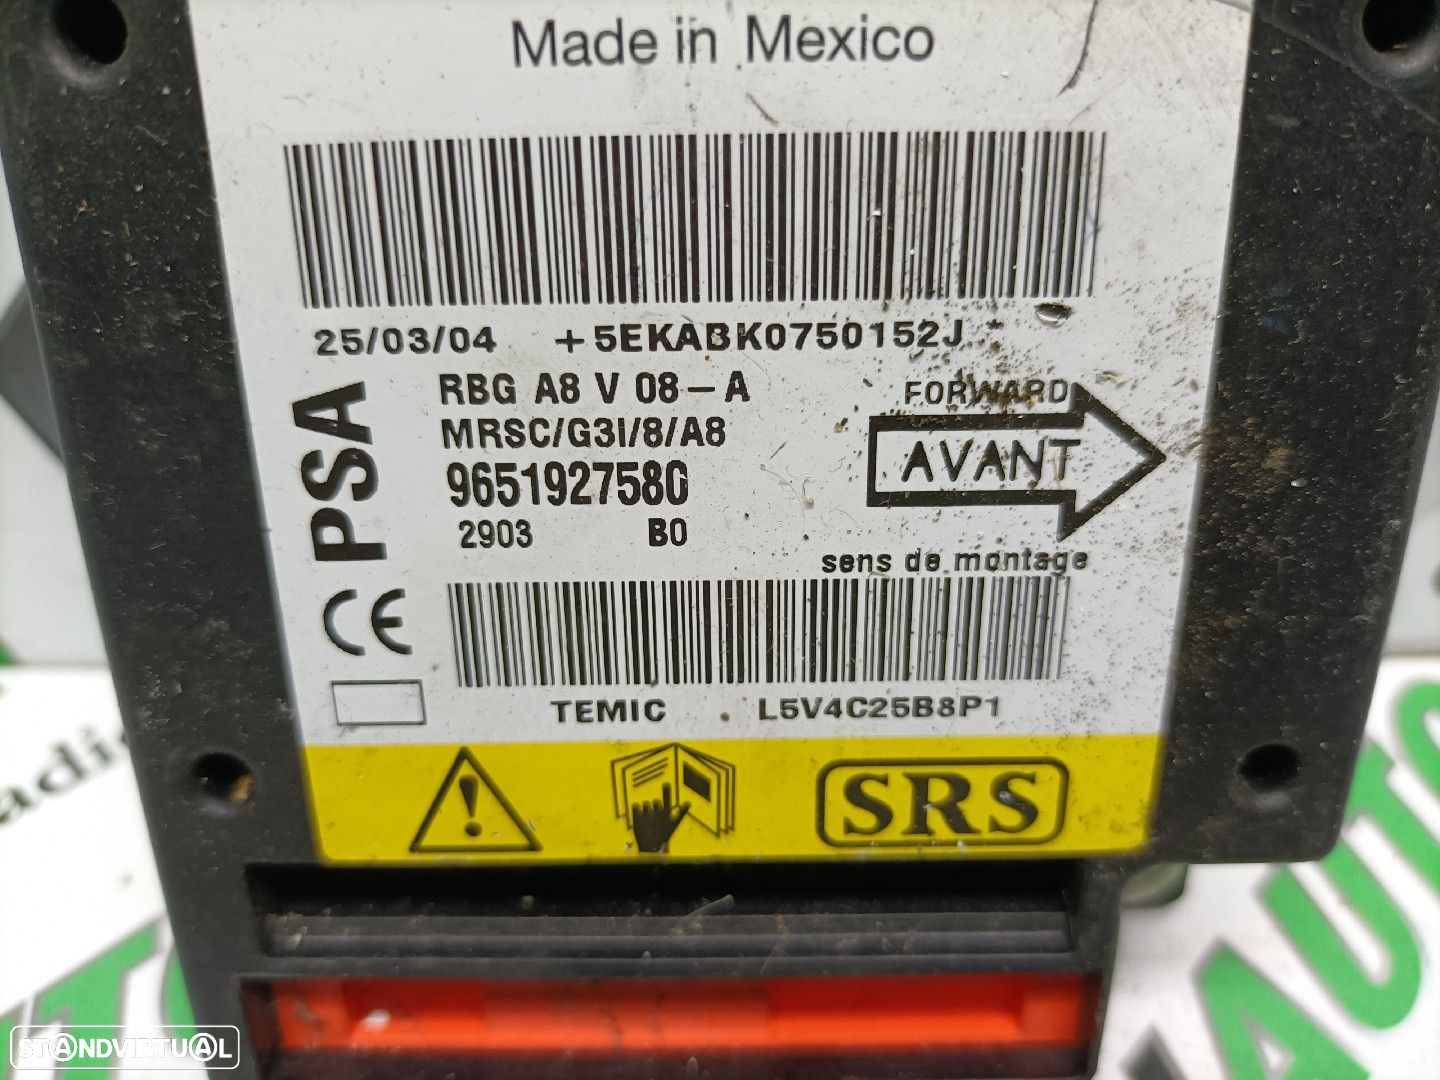 Made in Mexico
25/03/04 +5EKABK0750152J
PSA
RBG A8 V 08-A
MRSC/G3I/8/A8
9651927580
2903 B0
FORWARD
AVANT
sens de montage
CE
TEMIC L5V4C25B8P1
SRS
STANDVIRTUAL